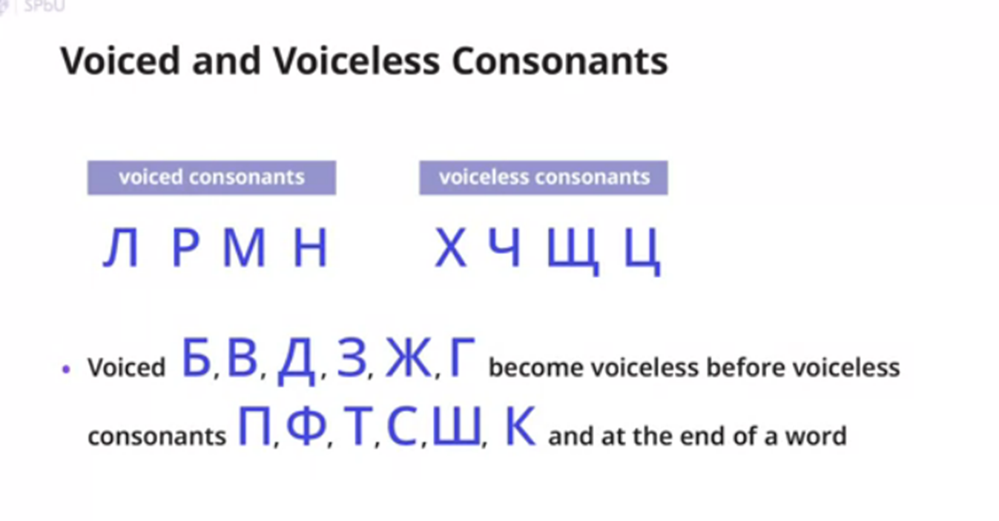 SPbU
Voiced and Voiceless Consonants
voiced consonants voiceless consonants
Л Р М Н Х Ч Щ Ц
• Voiced Б, В, Д, З, Ж, Г become voiceless before voiceless
consonants П, Ф, Т, С, Ш, К and at the end of a word